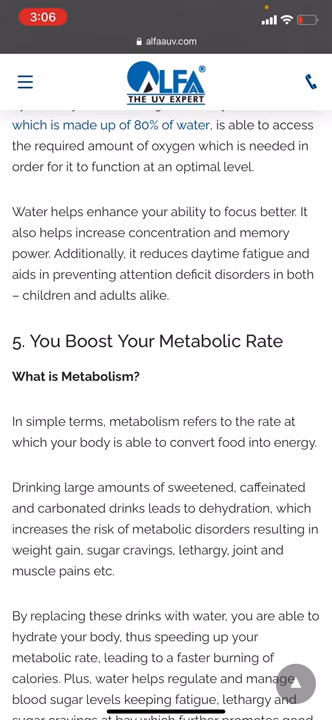 3:06
alfaauv.com
ALFA®
THE UV EXPERT
which is made up of 80% of water, is able to access
the required amount of oxygen which is needed in
order for it to function at an optimal level.
Water helps enhance your ability to focus better. It
also helps increase concentration and memory
power. Additionally, it reduces daytime fatigue and
aids in preventing attention deficit disorders in both
– children and adults alike.
5. You Boost Your Metabolic Rate
What is Metabolism?
In simple terms, metabolism refers to the rate at
which your body is able to convert food into energy.
Drinking large amounts of sweetened, caffeinated
and carbonated drinks leads to dehydration, which
increases the risk of metabolic disorders resulting in
weight gain, sugar cravings, lethargy, joint and
muscle pains etc.
By replacing these drinks with water, you are able to
hydrate your body, thus speeding up your
metabolic rate, leading to a faster burning of
calories. Plus, water helps regulate and manage
blood sugar levels keeping fatigue, lethargy and
sugar cravings at bay which further promotes good